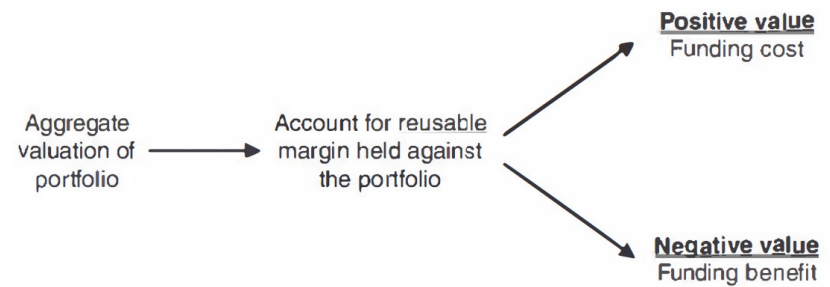 Aggregate
valuation of
portfolio
Account for reusable
margin held against
the portfolio
Positive value
Funding cost
Negative value
Funding benefit